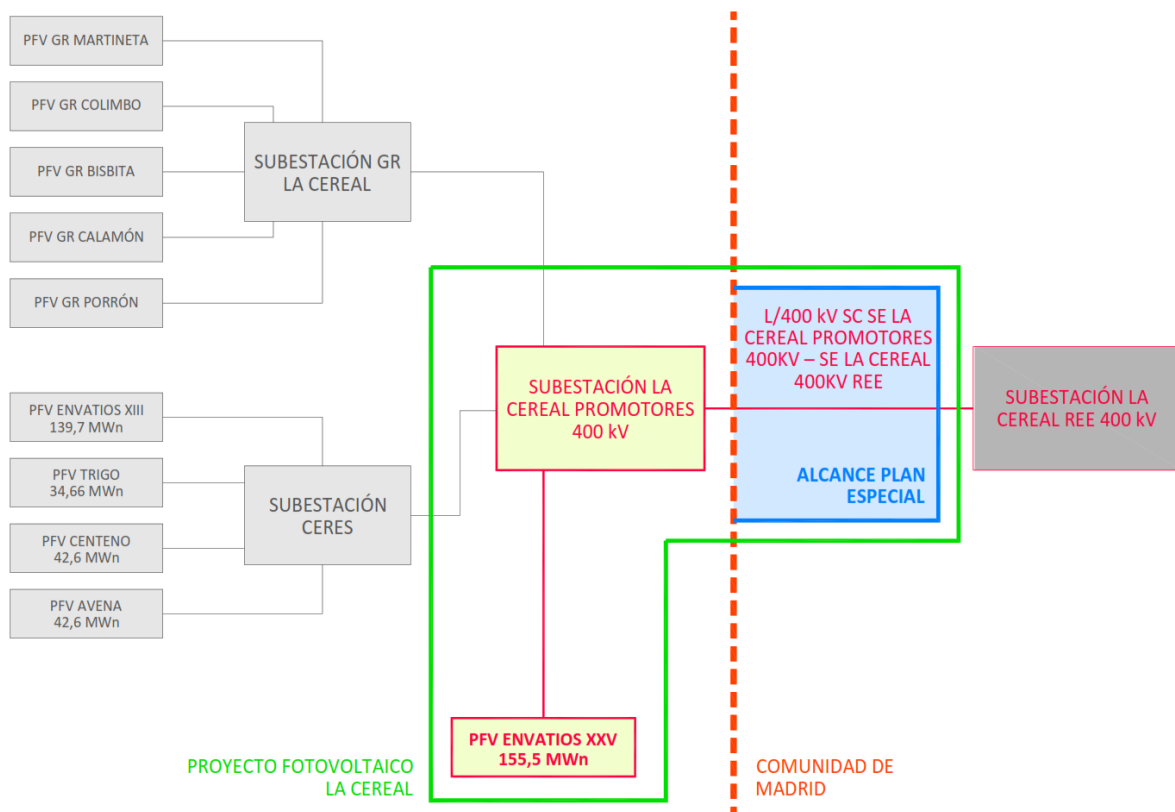 PFV GR MARTINETA
PFV GR COLIMBO
PFV GR BISBITA
PFV GR CALAMÓN
PFV GR PORRÓN
SUBESTACIÓN GR
LA CEREAL
PFV ENVATIOS XIII
139,7 MWn
PFV TRIGO
34,66 MWn
PFV CENTENO
42,6 MWn
PFV AVENA
42,6 MWn
SUBESTACIÓN
CERES
SUBESTACIÓN LA
CEREAL PROMOTORES
400 kV
L/400 kV SC SE LA
CEREAL PROMOTORES
400KV – SE LA CEREAL
400KV REE
ALCANCE PLAN
ESPECIAL
SUBESTACIÓN LA
CEREAL REE 400 kV
PFV ENVATIOS XXV
155,5 MWn
PROYECTO FOTOVOLTAICO
LA CEREAL
COMUNIDAD DE
MADRID